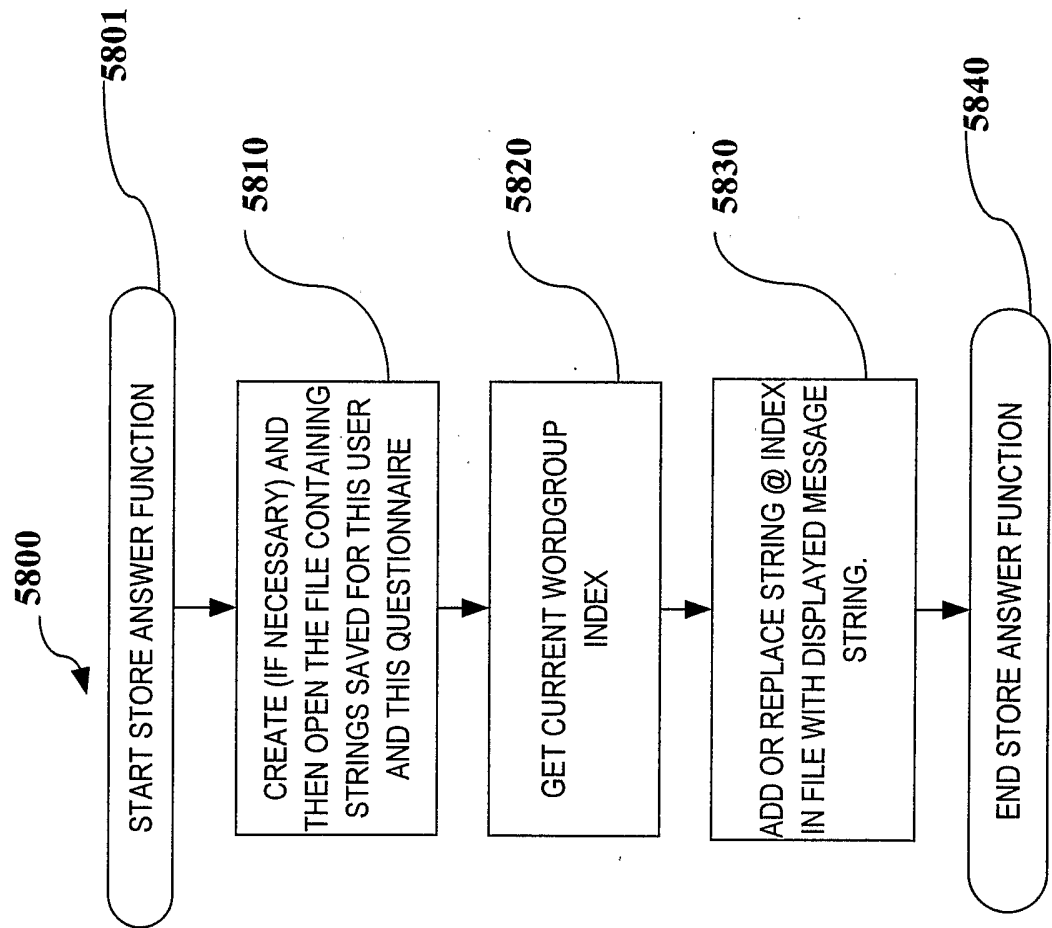 5800
START STORE ANSWER FUNCTION
5801
CREATE (IF NECESSARY) AND
THEN OPEN THE FILE CONTAINING
STRINGS SAVED FOR THIS USER
AND THIS QUESTIONNAIRE
5810
GET CURRENT WORDGROUP
INDEX
5820
ADD OR REPLACE STRING @ INDEX
IN FILE WITH DISPLAYED MESSAGE
STRING.
5830
END STORE ANSWER FUNCTION
5840